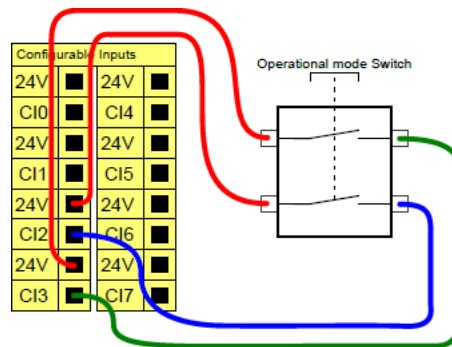 Configurable Inputs
Operational mode Switch
24V 24V
CI0 CI4
24V 24V
CI1 CI5
24V 24V
CI2 CI6
24V 24V
CI3 CI7